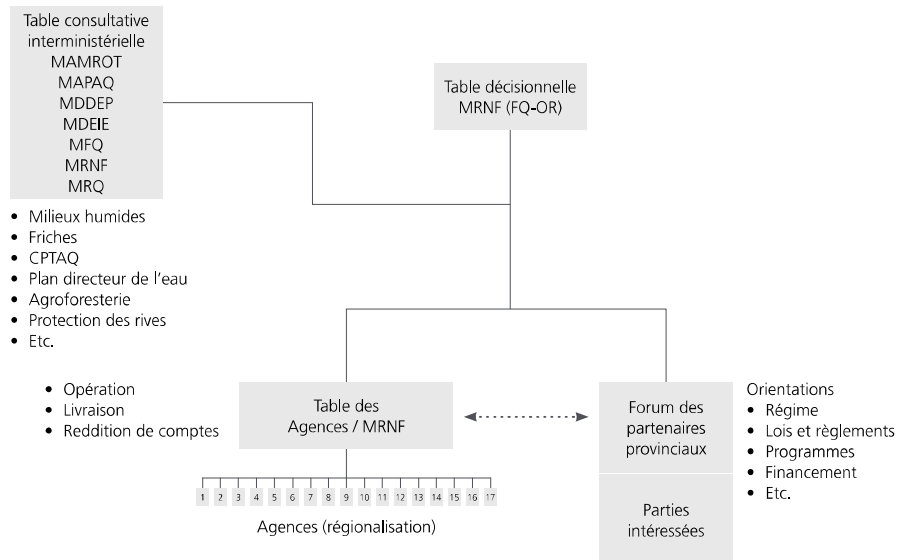 Table consultative
interministérielle
MAMROT
MAPAQ
MDDEP
MDEIE
MFQ
MRNF
MRQ
• Milieux humides
• Friches
• CPTAQ
• Plan directeur de l'eau
• Agroforesterie
• Protection des rives
• Etc.
Table décisionnelle
MRNF (FQ-OR)
• Opération
• Livraison
• Reddition de comptes
Table des
Agences / MRNF
1 2 3 4 5 6 7 8 9 10 11 12 13 14 15 16 17
Agences (régionalisation)
Forum des
partenaires
provinciaux
Parties
intéressées
Orientations
• Régime
• Lois et règlements
• Programmes
• Financement
• Etc.